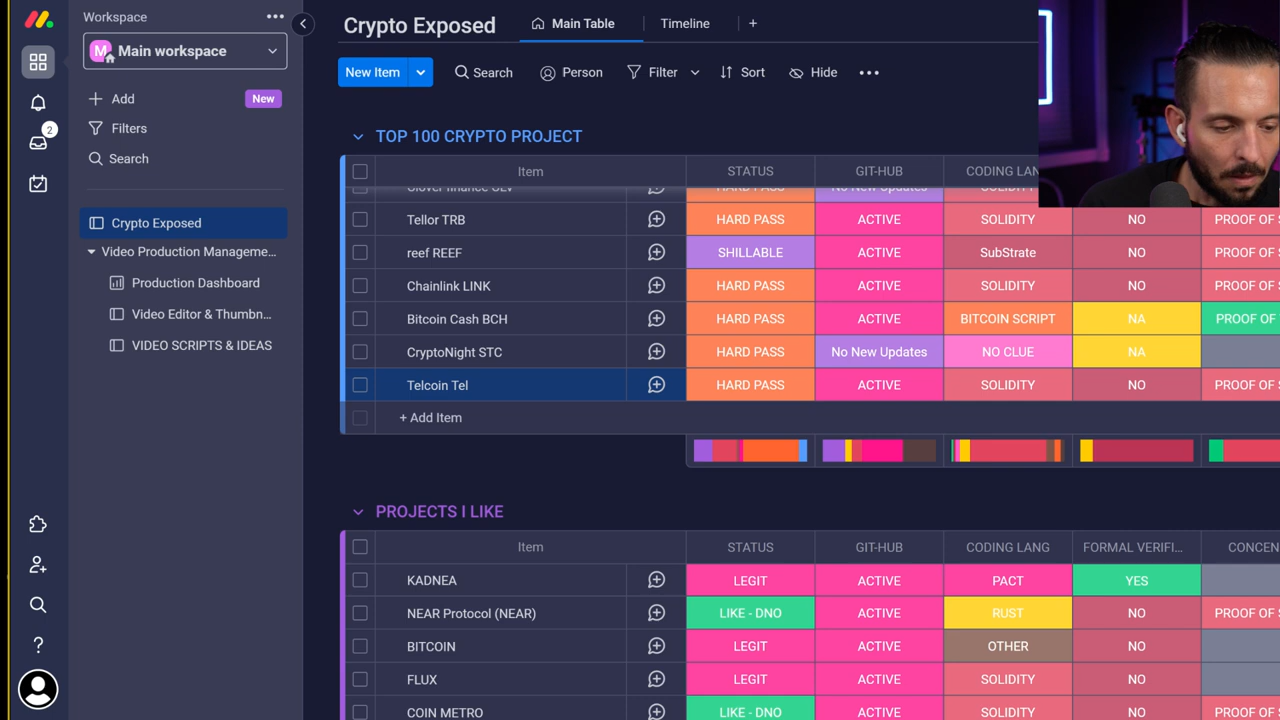 Workspace
M
Main workspace
Add
New
Filters
2
Search
Crypto Exposed
Video Production Manageme...
Production Dashboard
Video Editor & Thumbn...
VIDEO SCRIPTS & IDEAS
?
Crypto Exposed
Main Table
Timeline
+
New Item
Search
Person
Filter
Sort
Hide
TOP 100 CRYPTO PROJECT
Item STATUS GIT-HUB CODING LAN
HARD PASS No New Updates SOLIDITY
Tellor TRB HARD PASS ACTIVE SOLIDITY NO PROOF OF S
reef REEF SHILLABLE ACTIVE SubStrate NO PROOF OF S
Chainlink LINK HARD PASS ACTIVE SOLIDITY NO PROOF OF S
Bitcoin Cash BCH HARD PASS ACTIVE BITCOIN SCRIPT NA PROOF OF
CryptoNight STC HARD PASS No New Updates NO CLUE NA
Telcoin Tel HARD PASS ACTIVE SOLIDITY NO PROOF OF S
+ Add Item
PROJECTS I LIKE
Item STATUS GIT-HUB CODING LANG FORMAL VERIFI... CONCEN
KADNEA LEGIT ACTIVE PACT YES
NEAR Protocol (NEAR) LIKE - DNO ACTIVE RUST NO PROOF OF S
BITCOIN LEGIT ACTIVE OTHER NO
FLUX LEGIT ACTIVE SOLIDITY NO
COIN METRO LIKE - DNO ACTIVE SOLIDITY NO PROOF OF S